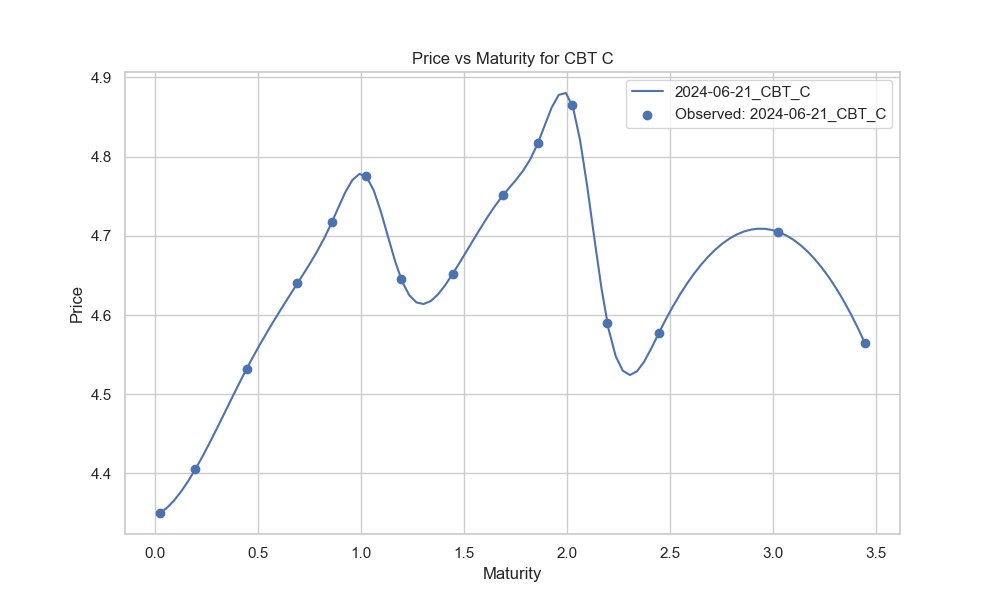 Price vs Maturity for CBT C
2024-06-21_CBT_C
Observed: 2024-06-21_CBT_C
Price
4.9
4.8
4.7
4.6
4.5
4.4
0.0 0.5 1.0 1.5 2.0 2.5 3.0 3.5
Maturity